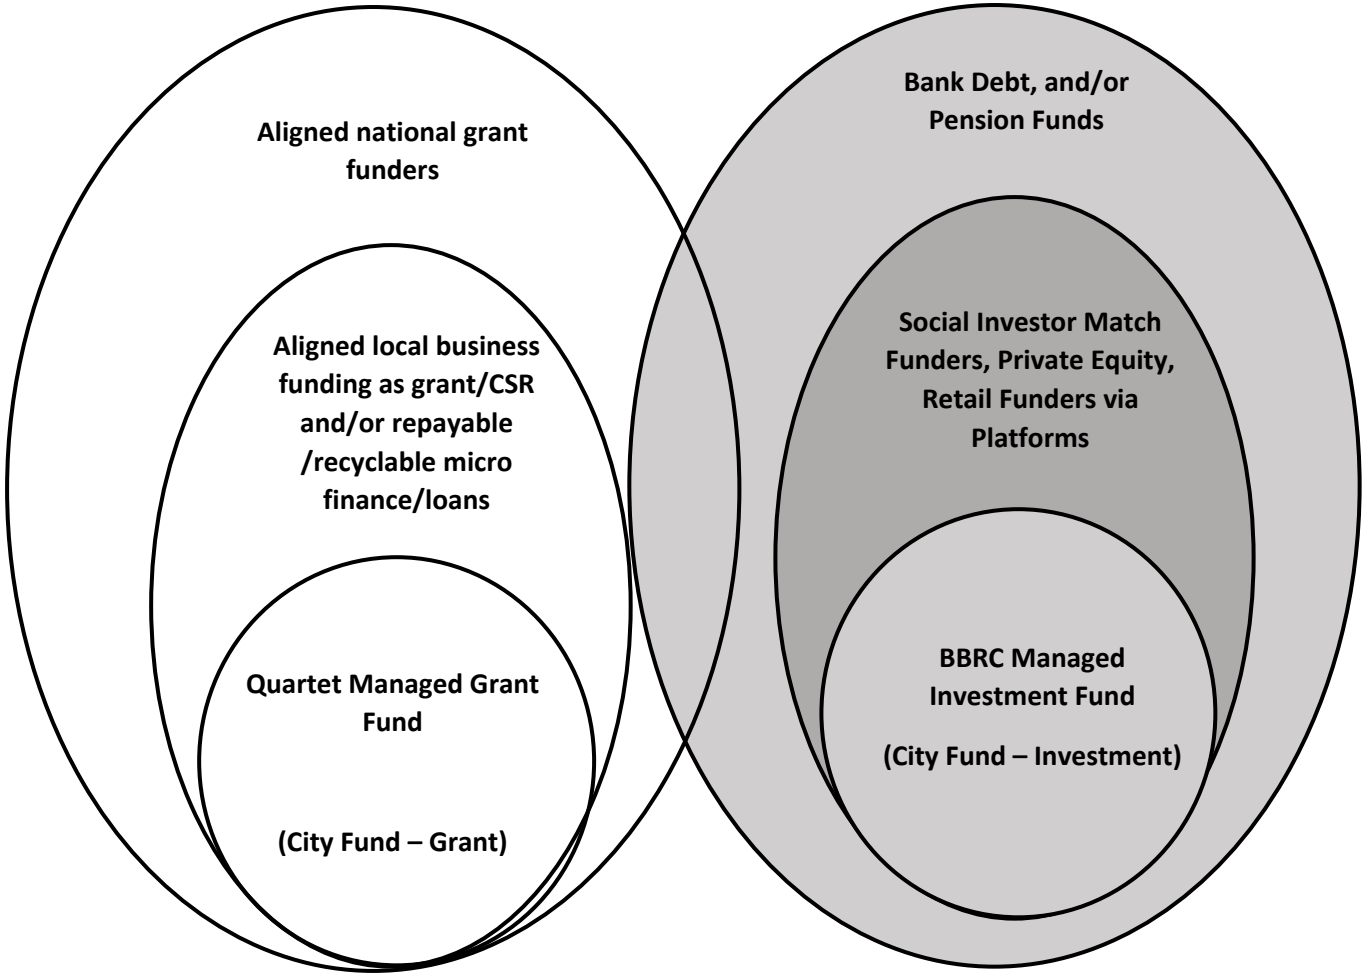 Aligned national grant
funders
Aligned local business
funding as grant/CSR
and/or repayable
/recyclable micro
finance/loans
Quartet Managed Grant
Fund
(City Fund – Grant)
Bank Debt, and/or
Pension Funds
Social Investor Match
Funders, Private Equity,
Retail Funders via
Platforms
BBRC Managed
Investment Fund
(City Fund – Investment)